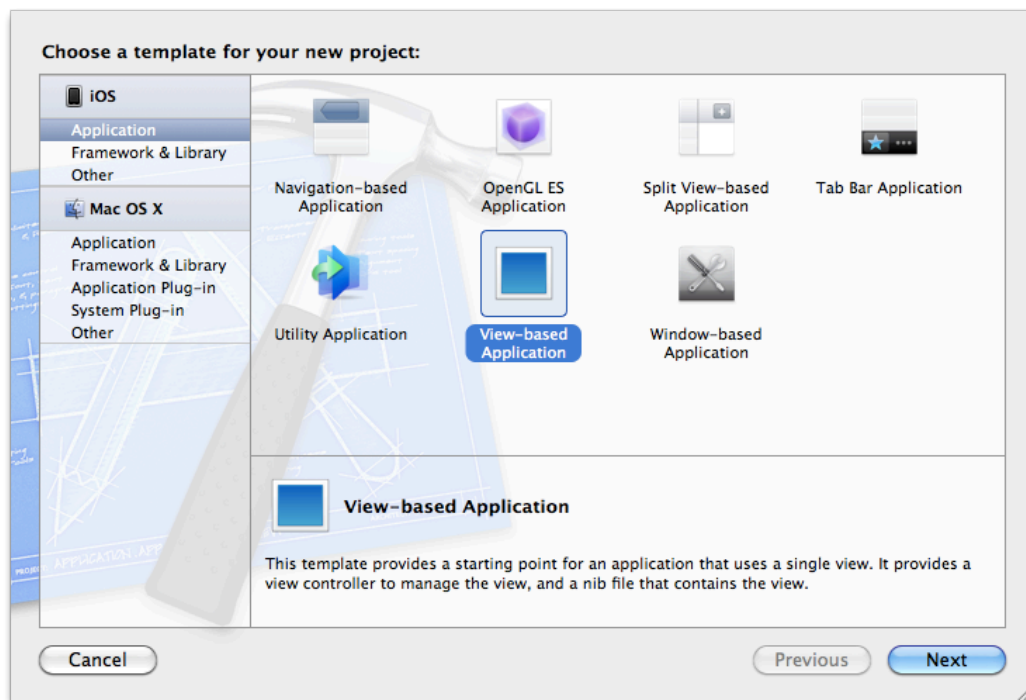 Choose a template for your new project:
iOS
Application
Framework & Library
Other
Mac OS X
Application
Framework & Library
Application Plug-in
System Plug-in
Other
Navigation-based
Application
OpenGL ES
Application
Split View-based
Application
Tab Bar Application
Utility Application
View-based
Application
Window-based
Application
View-based Application
This template provides a starting point for an application that uses a single view. It provides a
view controller to manage the view, and a nib file that contains the view.
Cancel
Previous
Next